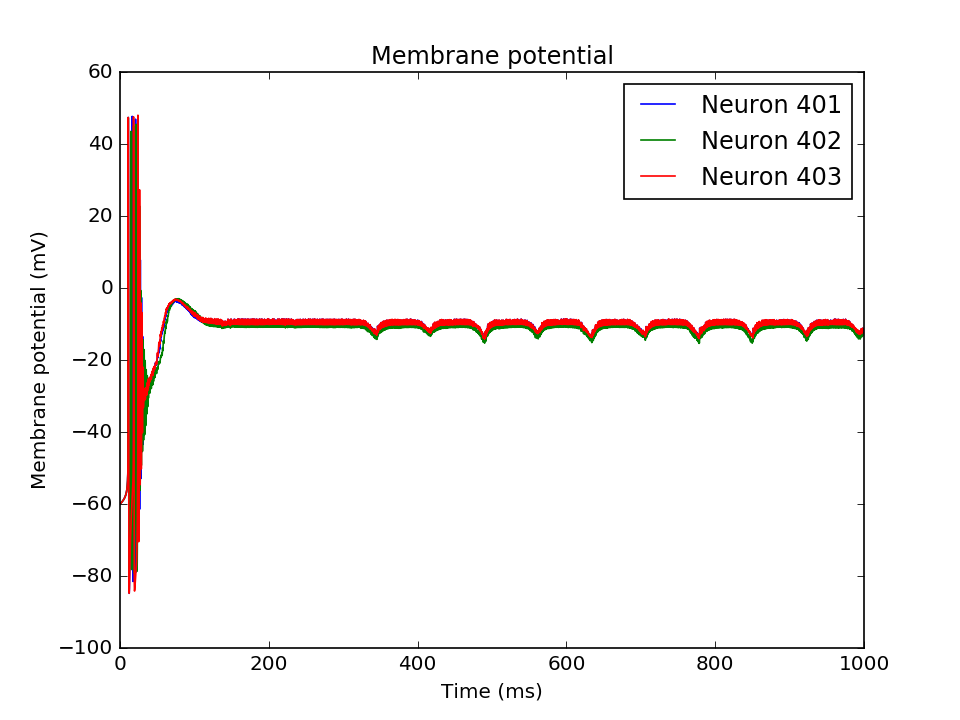 Membrane potential
60
40
20
0
−20
−40
−60
−80
−100
Membrane potential (mV)
Neuron 401
Neuron 402
Neuron 403
0 200 400 600 800 1000
Time (ms)